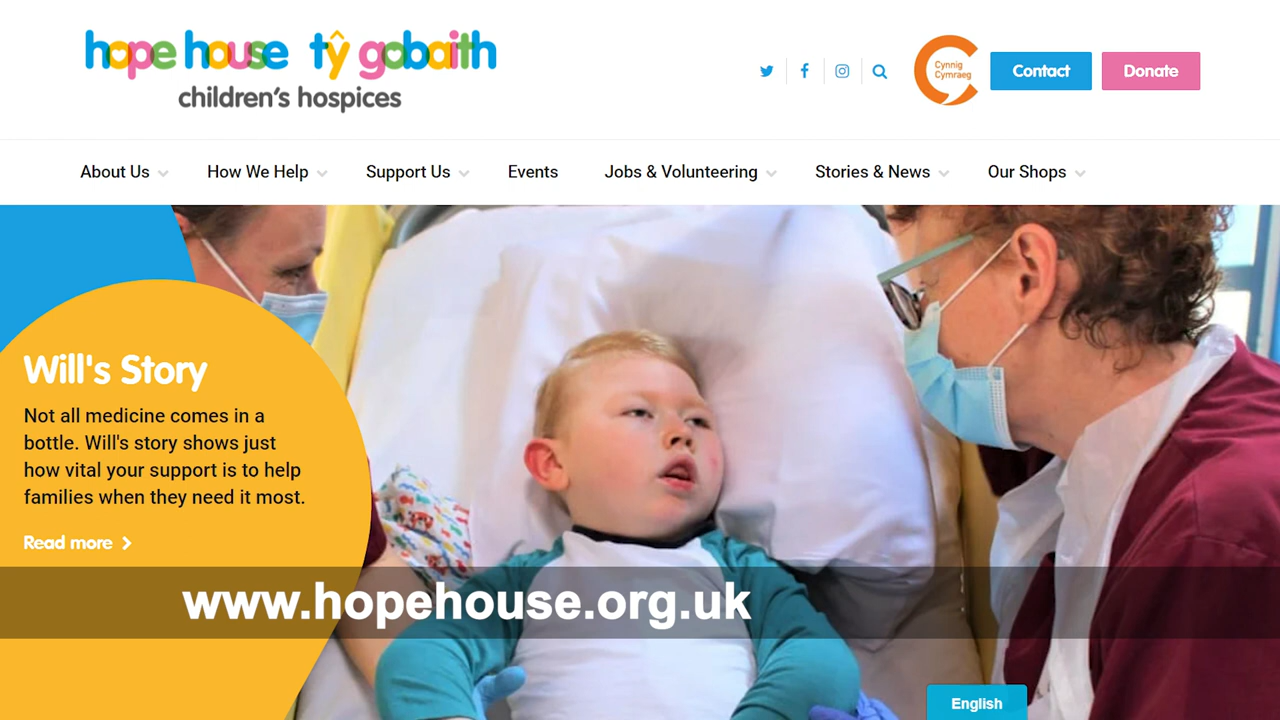 hope house tŷ gobaith
children's hospices
Cynnig
Cymraeg
Contact
Donate
About Us
How We Help
Support Us
Events
Jobs & Volunteering
Stories & News
Our Shops
Will's Story
Not all medicine comes in a
bottle. Will's story shows just
how vital your support is to help
families when they need it most.
Read more
www.hopehouse.org.uk
English